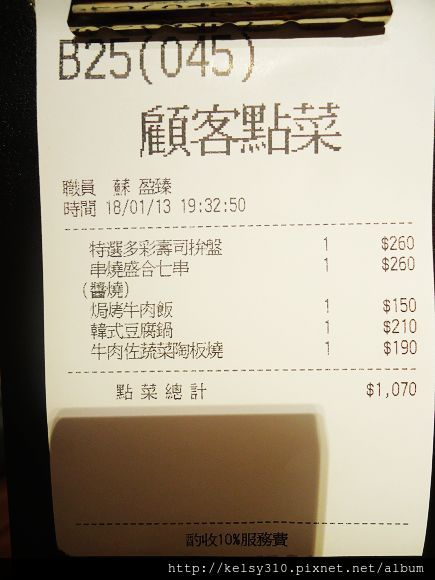 B25(045)
顧客點菜
職員 蘇 盈臻
時間 18/01/13 19:32:50
特選多彩壽司拚盤 1 $260
串燒盛合七串 1 $260
(醬燒)
焗烤牛肉飯 1 $150
韓式豆腐鍋 1 $210
牛肉佐蔬菜陶板燒 1 $190
點菜總計 $1,070
酌收10%服務費
http://kelsy310.pixnet.net/album